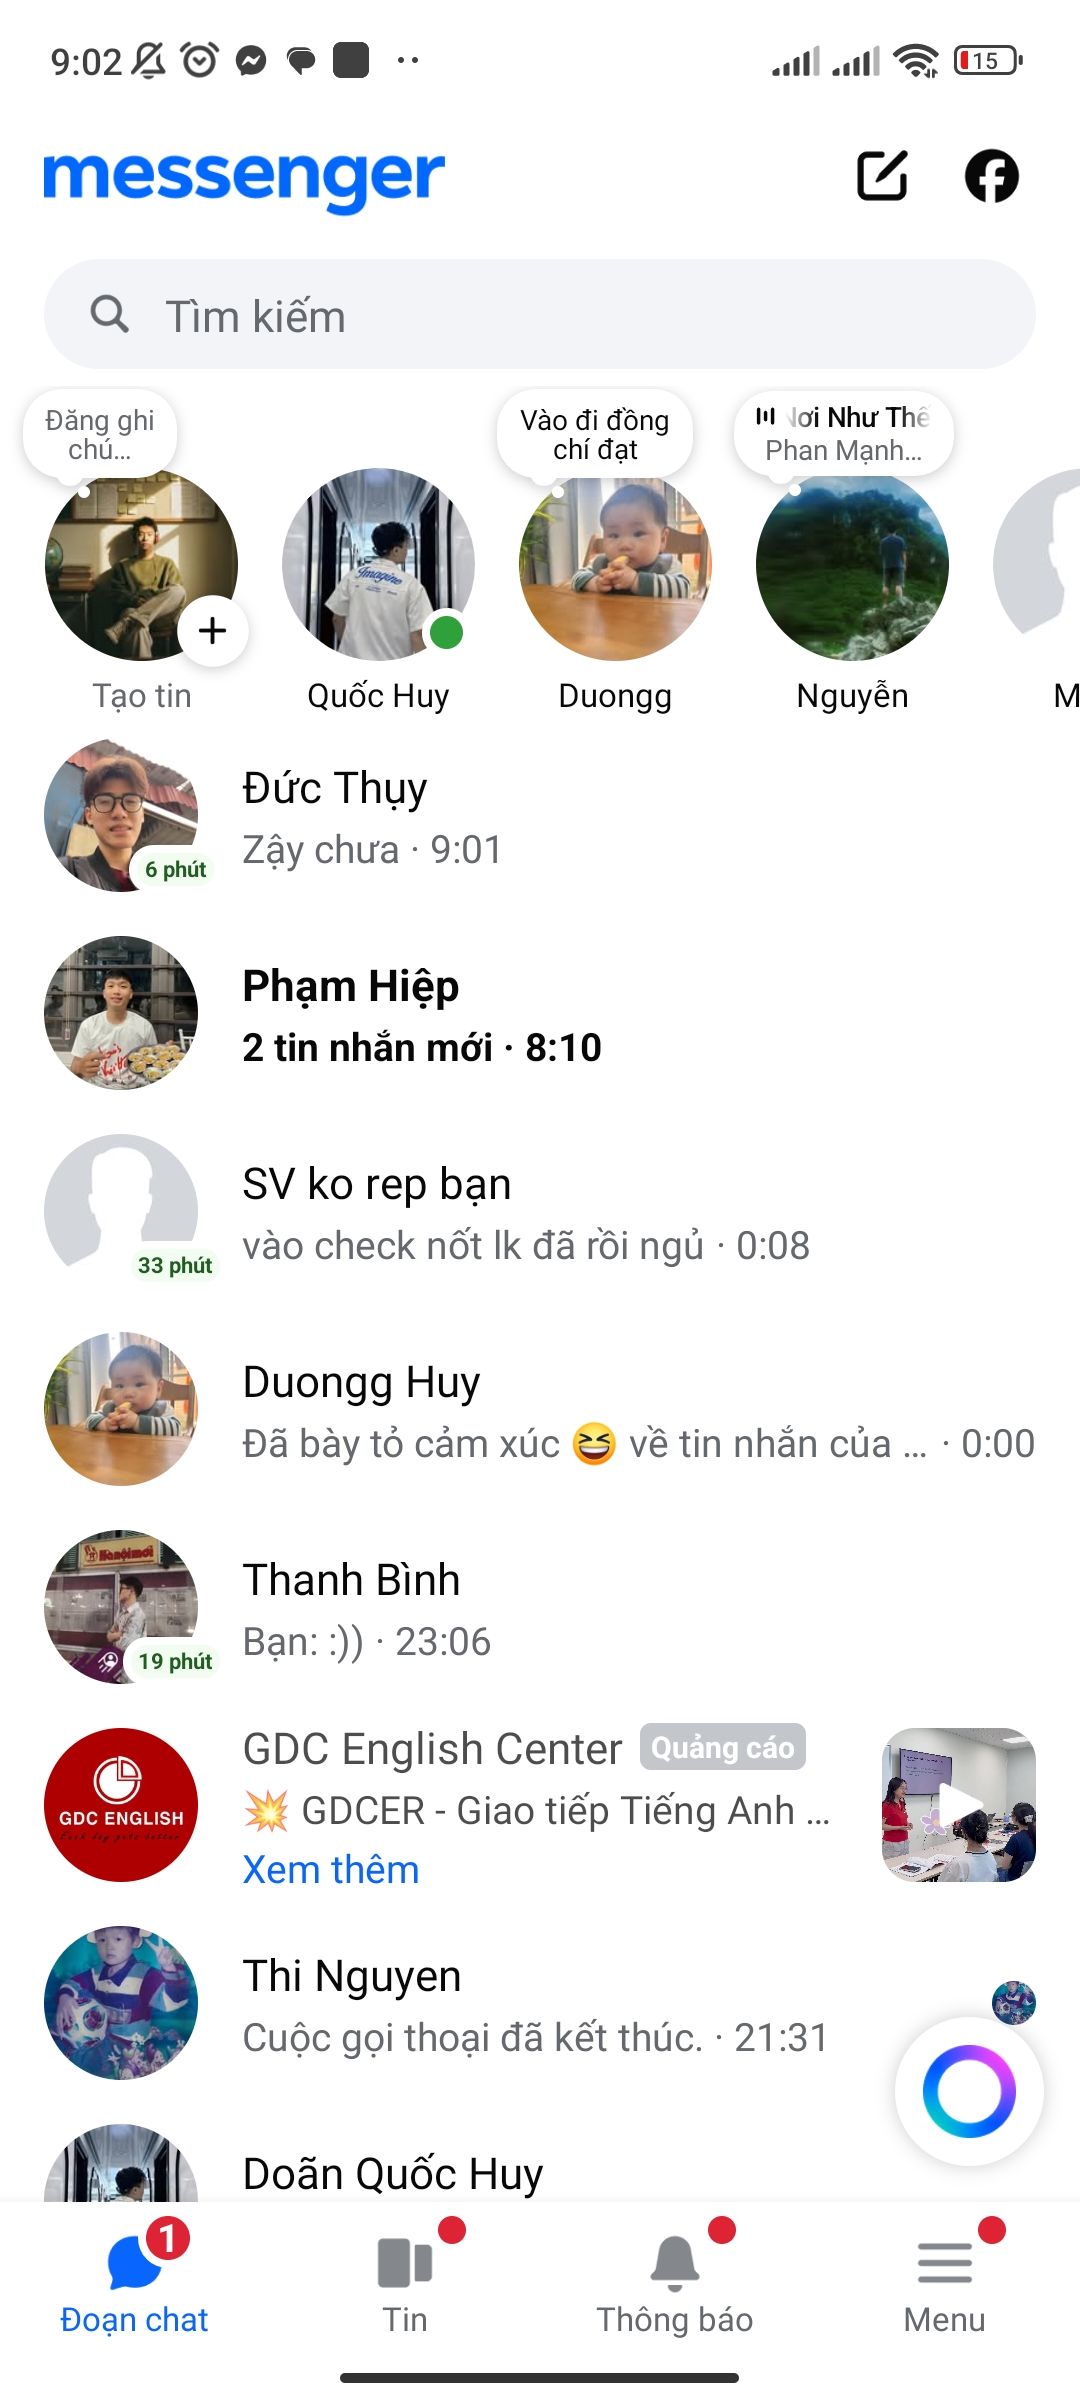 9:02
15
messenger
Tìm kiếm
Đăng ghi
chú...
Vào đi đồng
chí đạt
Nơi Như Thế
Phan Mạnh...
Imagine
Tạo tin
Quốc Huy
Duongg
Nguyễn
M
Đức Thụy
Zậy chưa · 9:01
6 phút
Phạm Hiệp
2 tin nhắn mới · 8:10
SV ko rep bạn
vào check nốt lk đã rồi ngủ · 0:08
33 phút
Duongg Huy
Đã bày tỏ cảm xúc 😆 về tin nhắn của ... · 0:00
Hànộimới
Thanh Bình
Bạn: :)) · 23:06
19 phút
GDC English Center Quảng cáo
💥 GDCER - Giao tiếp Tiếng Anh ...
Xem thêm
GDC ENGLISH
Thi Nguyen
Cuộc gọi thoại đã kết thúc. · 21:31
Doãn Quốc Huy
1
Đoạn chat
Tin
Thông báo
Menu